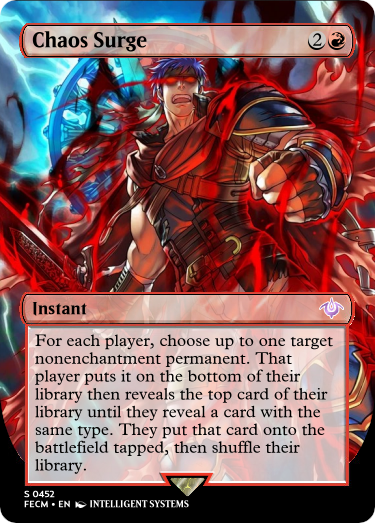 Chaos Surge 2
Instant
For each player, choose up to one target
nonenchantment permanent. That
player puts it on the bottom of their
library then reveals the top card of their
library until they reveal a card with the
same type. They put that card onto the
battlefield tapped, then shuffle their
library.
S 0452
FECM • EN INTELLIGENT SYSTEMS